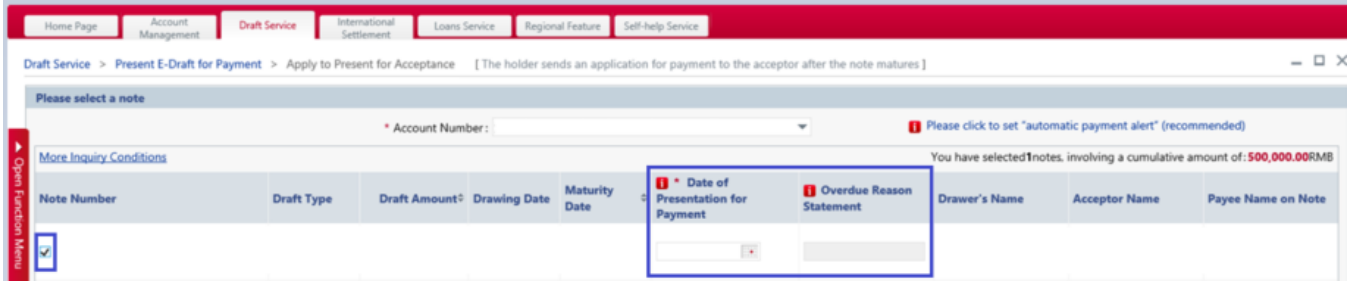 Home Page
Account Management
Draft Service
International Settlement
Loans Service
Regional Feature
Self-help Service
Draft Service > Present E-Draft for Payment > Apply to Present for Acceptance [ The holder sends an application for payment to the acceptor after the note matures ]
Please select a note
* Account Number :
Please click to set "automatic payment alert" (recommended)
Open Function Menu
More Inquiry Conditions
You have selected1notes, involving a cumulative amount of: 500,000.00RMB
Note Number
Draft Type
Draft Amount
Drawing Date
Maturity Date
* Date of Presentation for Payment
Overdue Reason Statement
Drawer's Name
Acceptor Name
Payee Name on Note